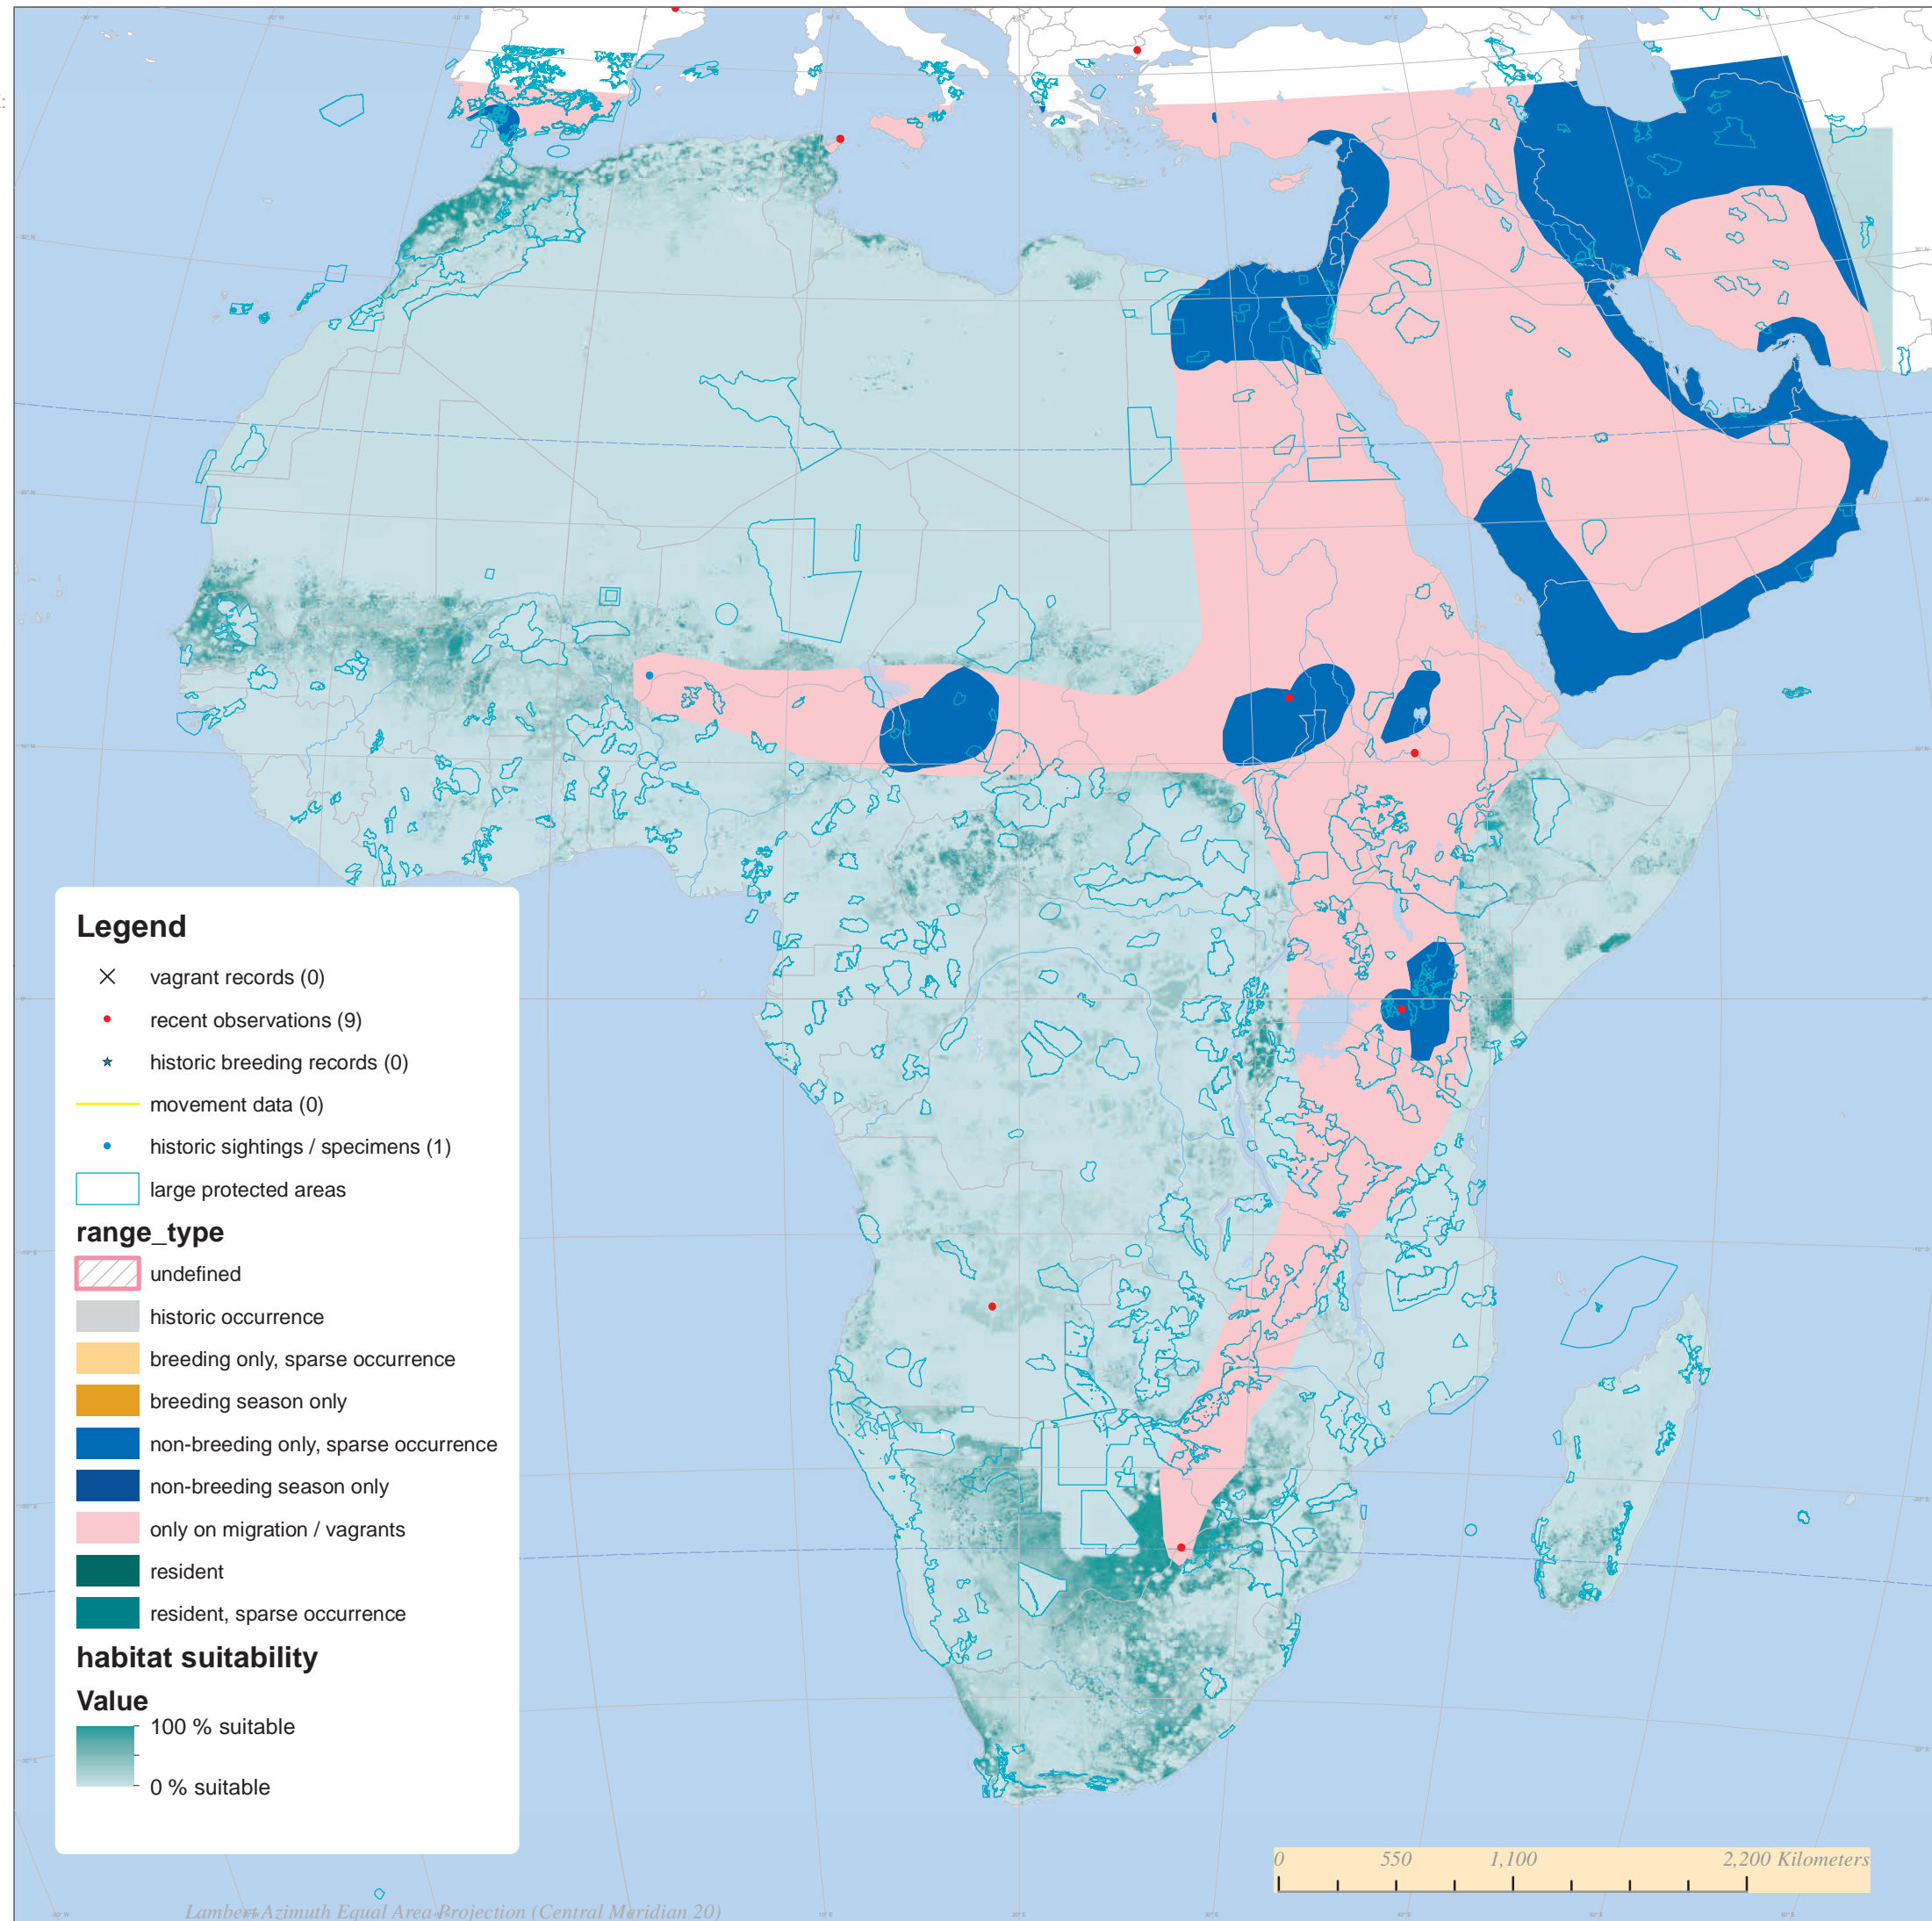 Legend
vagrant records (0)
recent observations (9)
historic breeding records (0)
movement data (0)
historic sightings / specimens (1)
large protected areas
range_type
undefined
historic occurrence
breeding only, sparse occurrence
breeding season only
non-breeding only, sparse occurrence
non-breeding season only
only on migration / vagrants
resident
resident, sparse occurrence
habitat suitability
Value
100 % suitable
0 % suitable
0 550 1,100 2,200 Kilometers
Lambert Azimuth Equal Area Projection (Central Meridian 20)